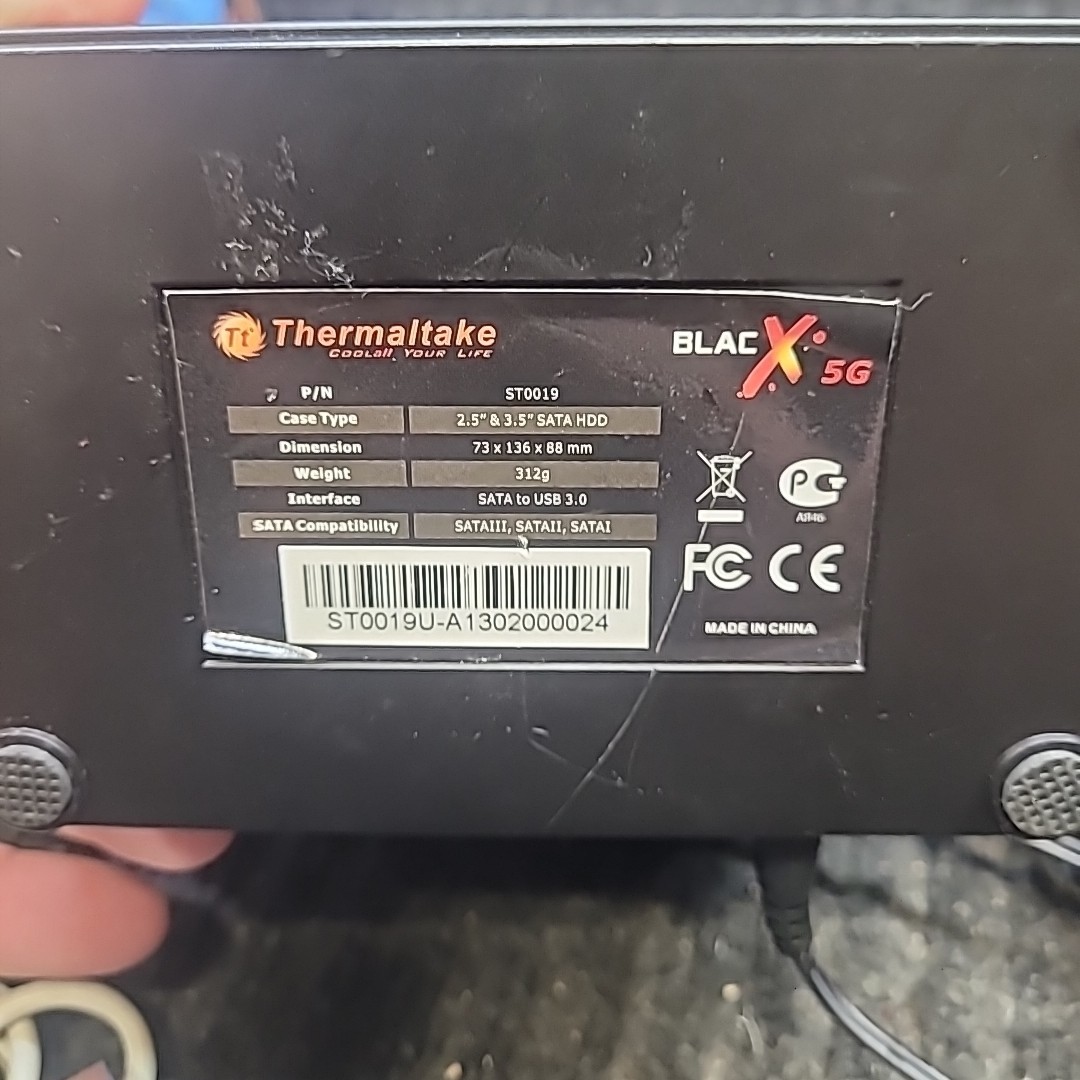 Tt Thermaltake
COOLall YOUR LIFE
BLAC X 5G
P/N ST0019
Case Type 2.5” & 3.5” SATA HDD
Dimension 73 x 136 x 88 mm
Weight 312g
Interface SATA to USB 3.0
SATA Compatibility SATAIII, SATAII, SATAI
ST0019U-A1302000024
FC CE
MADE IN CHINA